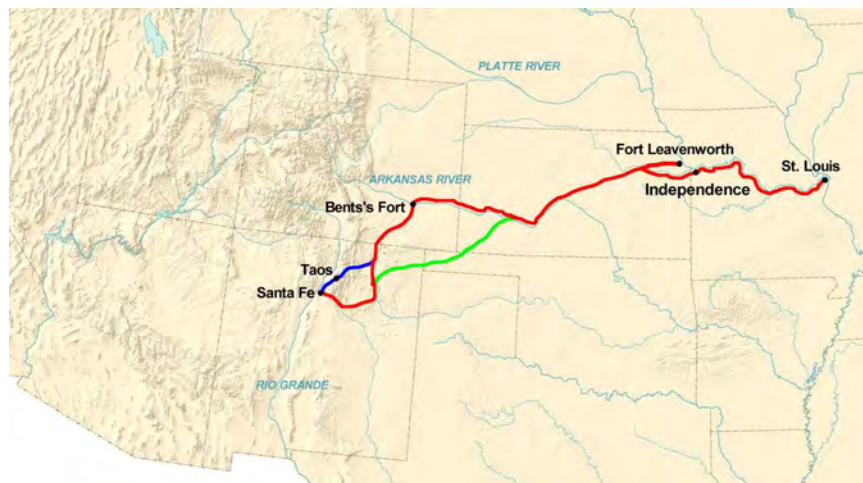 PLATTE RIVER
Fort Leavenworth
St. Louis
ARKANSAS RIVER
Independence
Bents's Fort
Taos
Santa Fe
RIO GRANDE